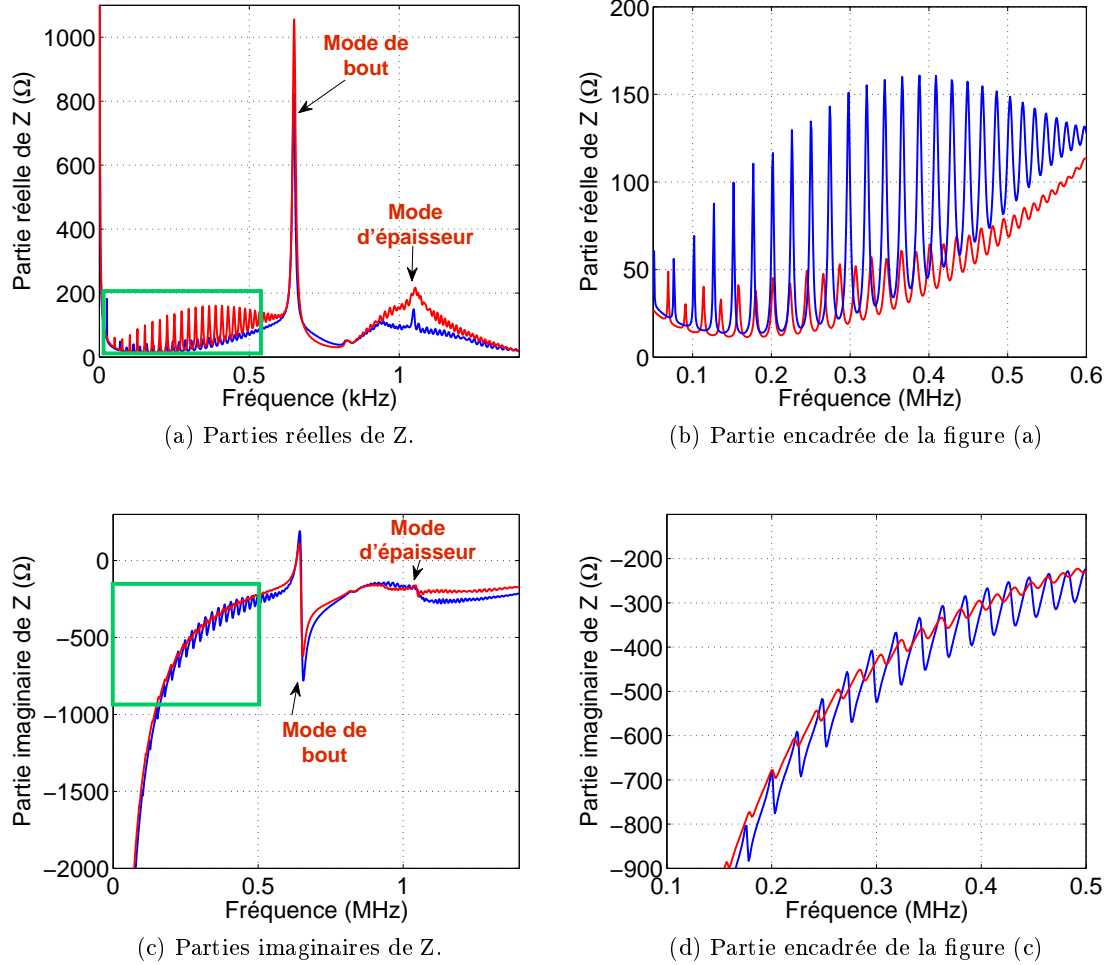 Partie réelle de Z (Ω)
1000
800
600
400
200
0
0
0.5
1
Fréquence (kHz)
Mode de
bout
Mode
d'épaisseur
(a) Parties réelles de Z.
Partie réelle de Z (Ω)
200
150
100
50
0
0.1
0.2
0.3
0.4
0.5
0.6
Fréquence (MHz)
(b) Partie encadrée de la figure (a)
Partie imaginaire de Z (Ω)
0
−500
−1000
−1500
−2000
0
0.5
1
Fréquence (MHz)
Mode
d'épaisseur
Mode de
bout
(c) Parties imaginaires de Z.
Partie imaginaire de Z (Ω)
−100
−200
−300
−400
−500
−600
−700
−800
−900
0.1
0.2
0.3
0.4
0.5
Fréquence (MHz)
(d) Partie encadrée de la figure (c)